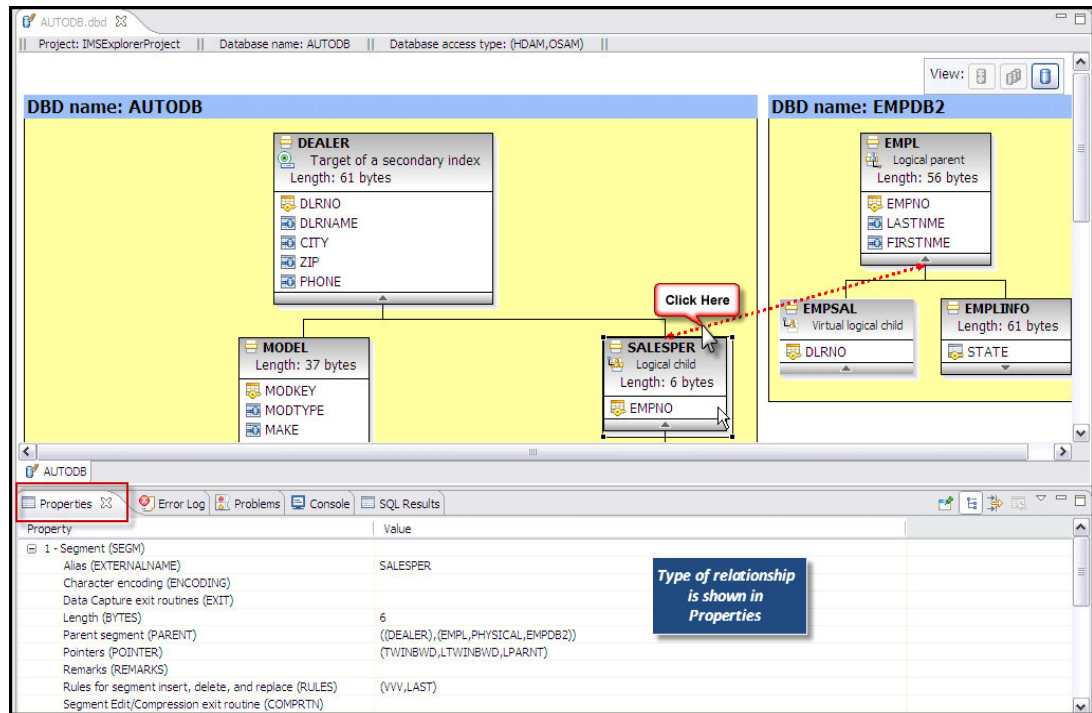 AUTODB.dbd
Project: IMSExplorerProject || Database name: AUTODB || Database access type: (HDAM,OSAM) ||
View:
DBD name: AUTODB
DEALER
Target of a secondary index
Length: 61 bytes
DLRNO
DLRNAME
CITY
ZIP
PHONE
MODEL
Length: 37 bytes
MODKEY
MODTYPE
MAKE
Click Here
SALESPER
Logical child
Length: 6 bytes
EMPNO
DBD name: EMPDB2
EMPL
Logical parent
Length: 56 bytes
EMPNO
LASTNME
FIRSTNME
EMPSAL
Virtual logical child
DLRNO
EMPLINFO
Length: 61 bytes
STATE
AUTODB
Properties Error Log Problems Console SQL Results
Property Value
1 - Segment (SEGM)
Alias (EXTERNALNAME) SALESPER
Character encoding (ENCODING)
Data Capture exit routines (EXIT)
Length (BYTES) 6
Parent segment (PARENT) ((DEALER),(EMPL,PHYSICAL,EMPDB2))
Pointers (POINTER) (TWINBWD,LTWINBWD,LPARNT)
Remarks (REMARKS)
Rules for segment insert, delete, and replace (RULES) (VVV,LAST)
Segment Edit/Compression exit routine (COMPRTN)
Type of relationship
is shown in
Properties